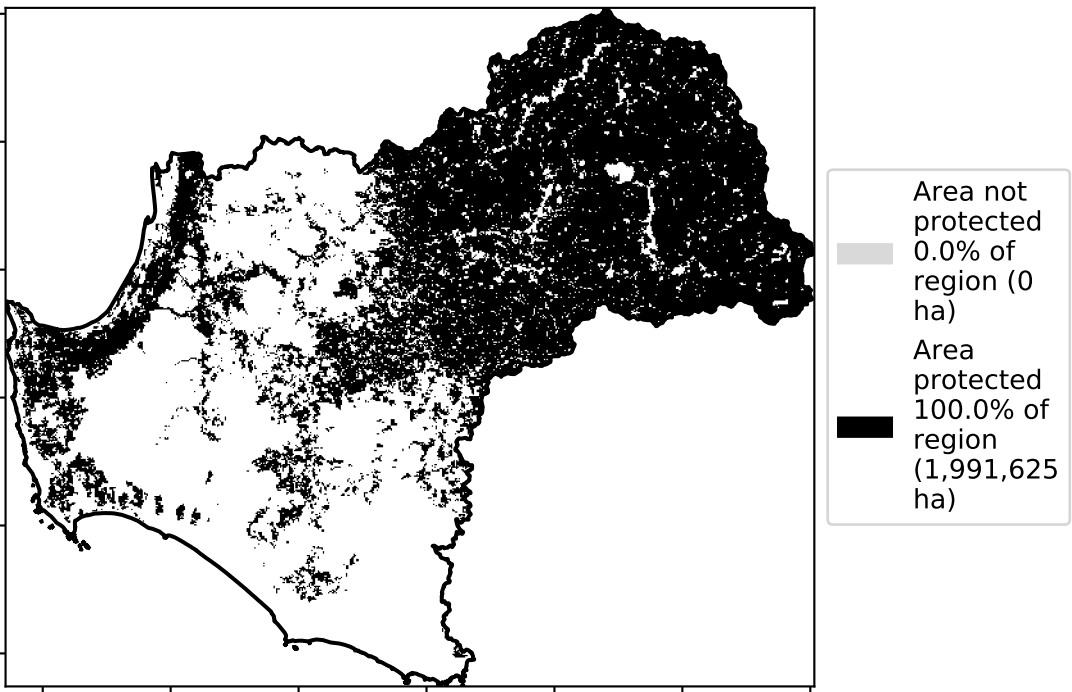 Area not
protected
0.0% of
region (0
ha)
Area
protected
100.0% of
region
(1,991,625
ha)